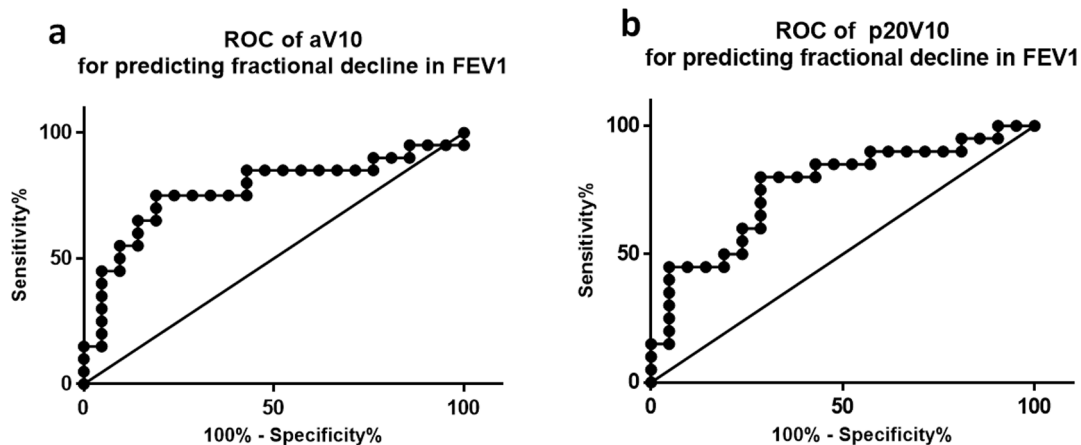 a
ROC of aV10
for predicting fractional decline in FEV1
100
50
0
Sensitivity%
0
50
100
100% - Specificity%
b
ROC of p20V10
for predicting fractional decline in FEV1
100
50
0
Sensitivity%
0
50
100
100% - Specificity%